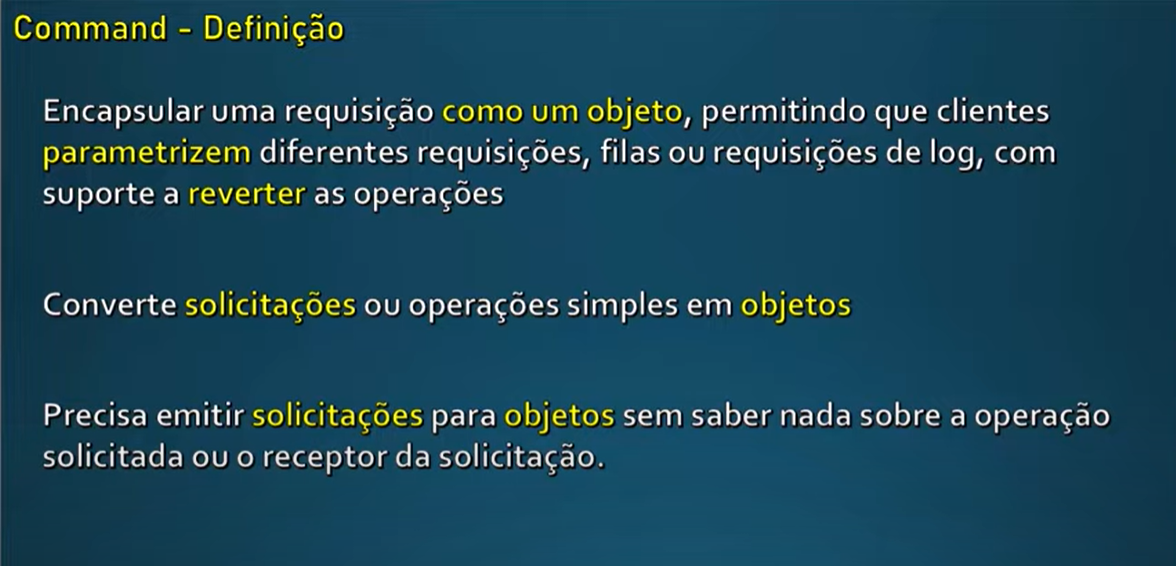 Command - Definição
Encapsular uma requisição como um objeto, permitindo que clientes
parametrizem diferentes requisições, filas ou requisições de log, com
suporte a reverter as operações
Converte solicitações ou operações simples em objetos
Precisa emitir solicitações para objetos sem saber nada sobre a operação
solicitada ou o receptor da solicitação.